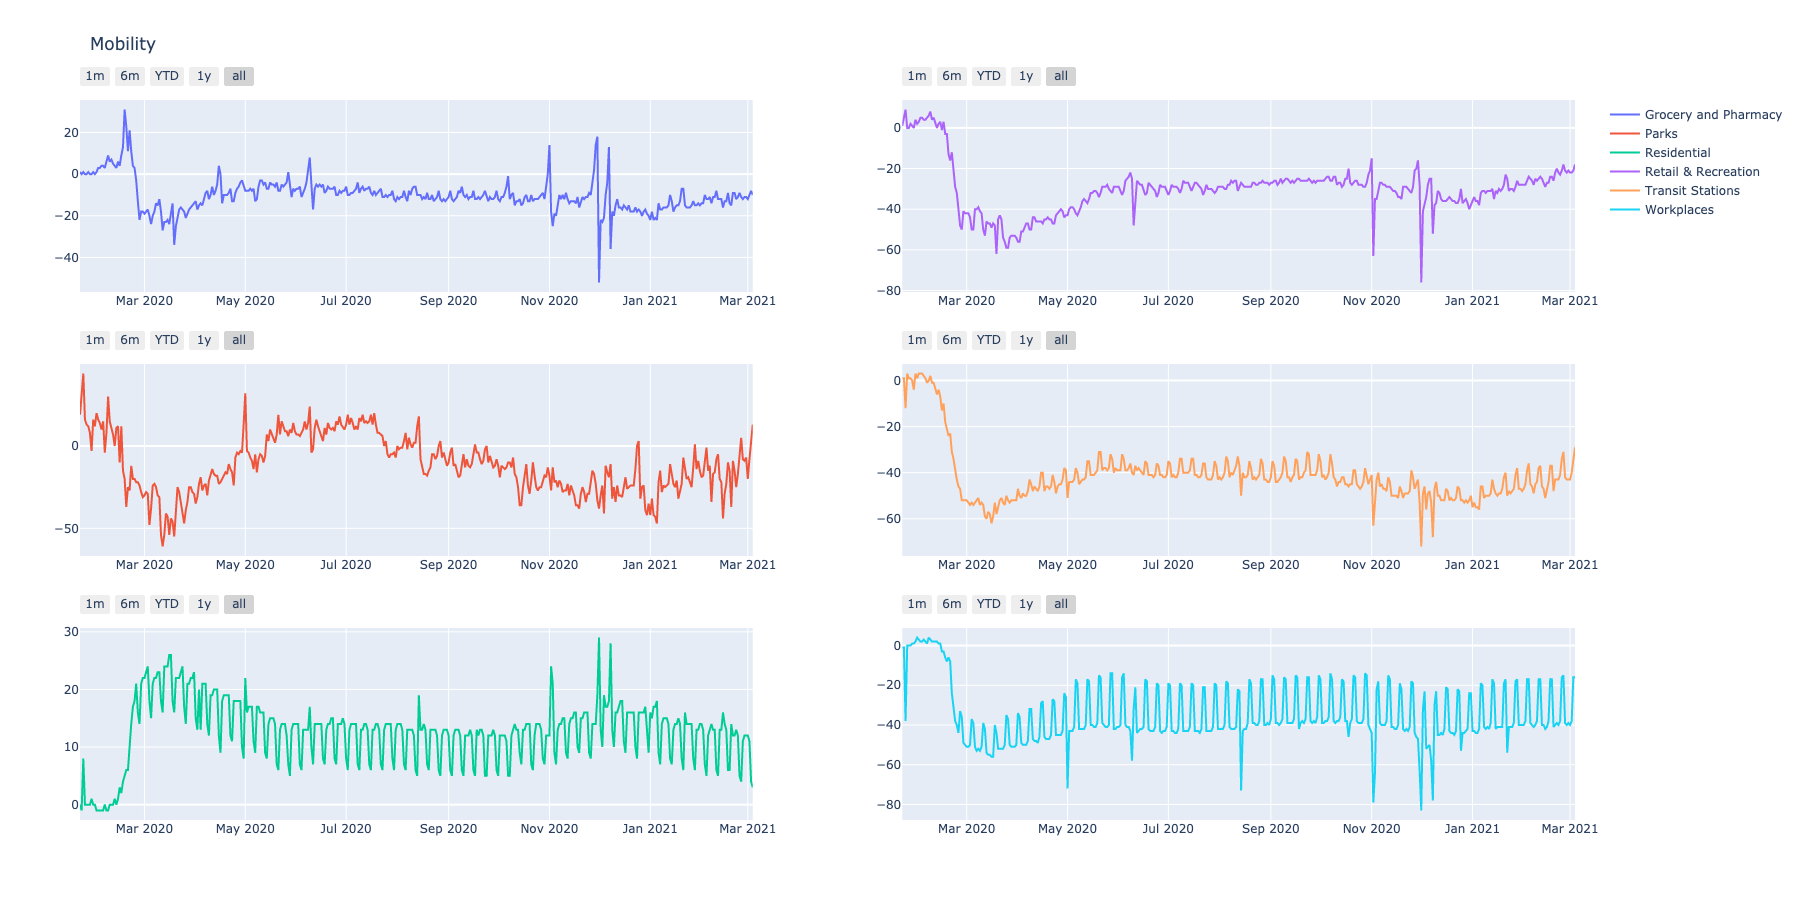 Mobility
1m 6m YTD 1y all
20
0
−20
−40
Mar 2020 May 2020 Jul 2020 Sep 2020 Nov 2020 Jan 2021 Mar 2021
1m 6m YTD 1y all
0
−20
−40
−60
−80
Mar 2020 May 2020 Jul 2020 Sep 2020 Nov 2020 Jan 2021 Mar 2021
Grocery and Pharmacy
Parks
Residential
Retail & Recreation
Transit Stations
Workplaces
1m 6m YTD 1y all
0
−50
Mar 2020 May 2020 Jul 2020 Sep 2020 Nov 2020 Jan 2021 Mar 2021
1m 6m YTD 1y all
0
−20
−40
−60
Mar 2020 May 2020 Jul 2020 Sep 2020 Nov 2020 Jan 2021 Mar 2021
1m 6m YTD 1y all
30
20
10
0
Mar 2020 May 2020 Jul 2020 Sep 2020 Nov 2020 Jan 2021 Mar 2021
1m 6m YTD 1y all
0
−20
−40
−60
−80
Mar 2020 May 2020 Jul 2020 Sep 2020 Nov 2020 Jan 2021 Mar 2021